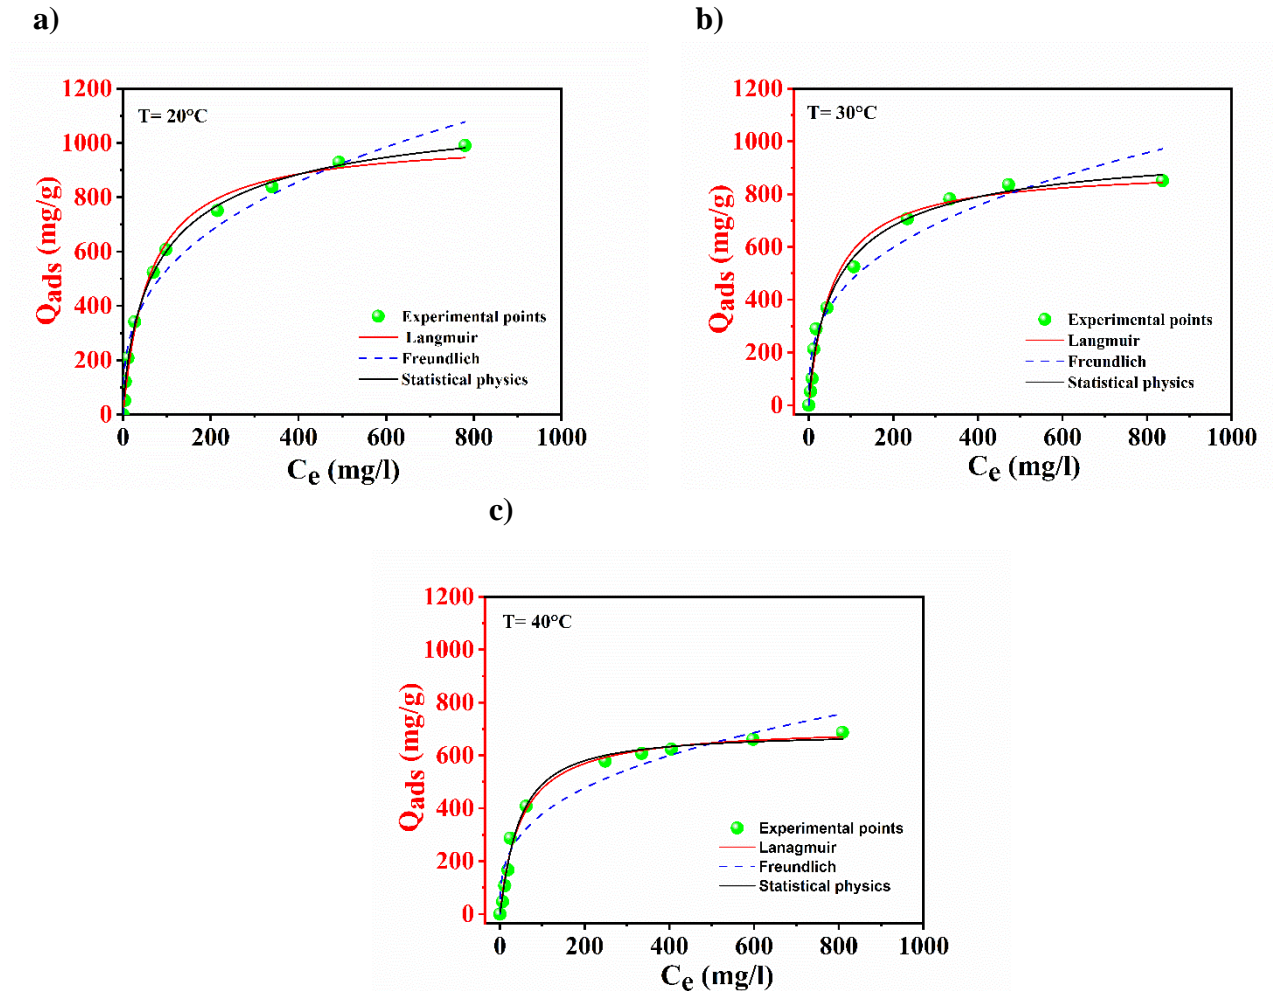 a)
1200
1000
800
600
400
200
0
Qads (mg/g)
T= 20°C
Experimental points
Langmuir
Freundlich
Statistical physics
0 200 400 600 800 1000
Ce (mg/l)
b)
1200
1000
800
600
400
200
0
Qads (mg/g)
T= 30°C
Experimental points
Langmuir
Freundlich
Statistical physics
0 200 400 600 800 1000
Ce (mg/l)
c)
1200
1000
800
600
400
200
0
Qads (mg/g)
T= 40°C
Experimental points
Lanagmuir
Freundlich
Statistical physics
0 200 400 600 800 1000
Ce (mg/l)